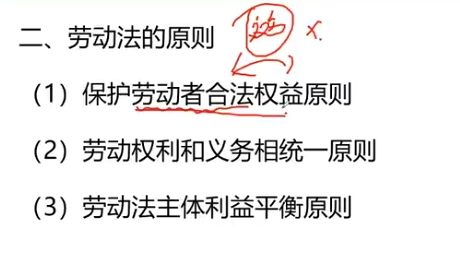 二、劳动法的原则
（1）保护劳动者合法权益原则
（2）劳动权利和义务相统一原则
（3）劳动法主体利益平衡原则